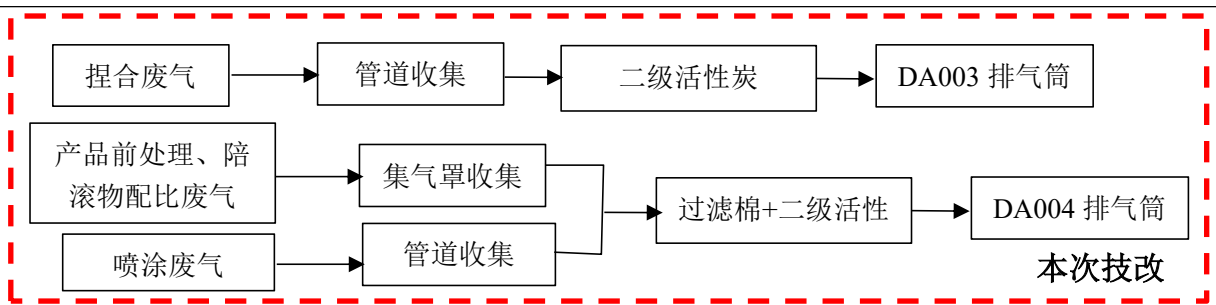 捏合废气
管道收集
二级活性炭
DA003 排气筒
产品前处理、陪
滚物配比废气
集气罩收集
喷涂废气
管道收集
过滤棉+二级活性
DA004 排气筒
本次技改